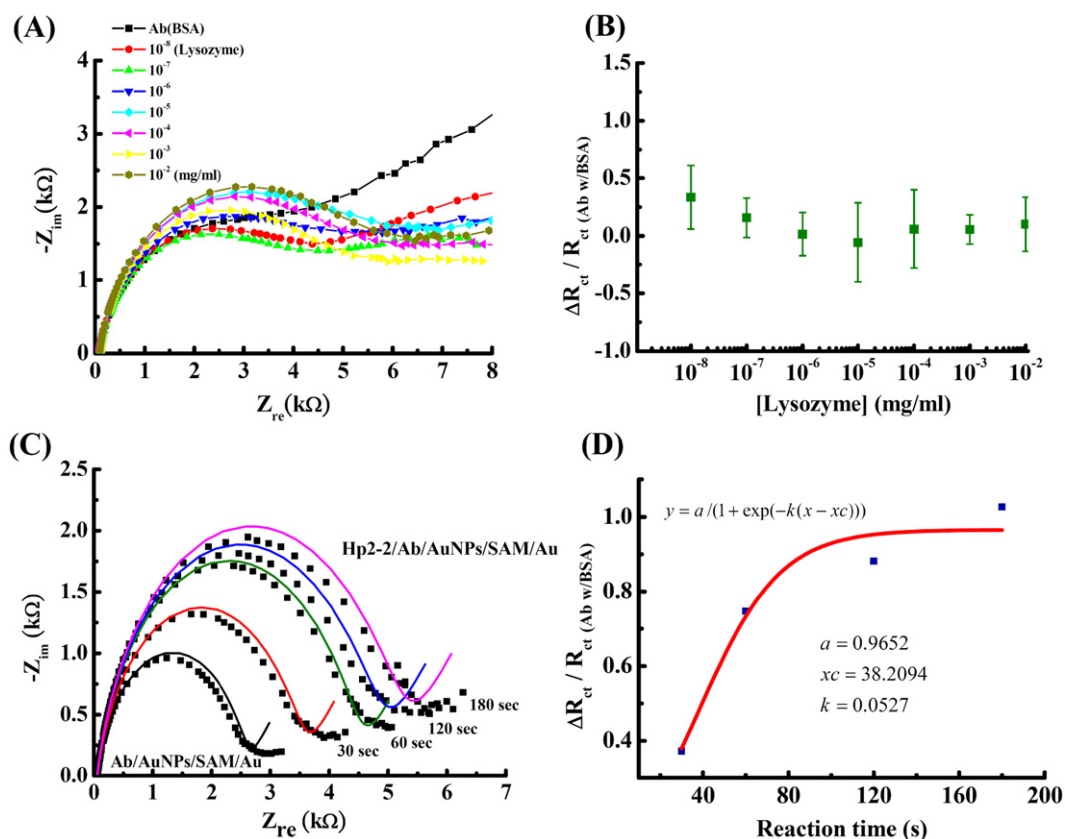 (A)
Ab(BSA)
10⁻⁸ (Lysozyme)
10⁻⁷
10⁻⁶
10⁻⁵
10⁻⁴
10⁻³
10⁻² (mg/ml)
4
3
2
1
0
-Z_im(kΩ)
0 1 2 3 4 5 6 7 8
Z_re(kΩ)
(B)
1.0
0.5
0.0
-0.5
-1.0
ΔR_ct / R_ct (Ab w/BSA)
10⁻⁸ 10⁻⁷ 10⁻⁶ 10⁻⁵ 10⁻⁴ 10⁻³ 10⁻²
[Lysozyme] (mg/ml)
(C)
2.5
2.0
1.5
1.0
0.5
0.0
-Z_im (kΩ)
Hp2-2/Ab/AuNPs/SAM/Au
180 sec
120 sec
60 sec
30 sec
Ab/AuNPs/SAM/Au
0 1 2 3 4 5 6 7
Z_re (kΩ)
(D)
1.0
0.8
0.6
0.4
ΔR_ct / R_ct (Ab w/BSA)
y = a /(1 + exp(−k(x − xc)))
a = 0.9652
xc = 38.2094
k = 0.0527
40 80 120 160 200
Reaction time (s)